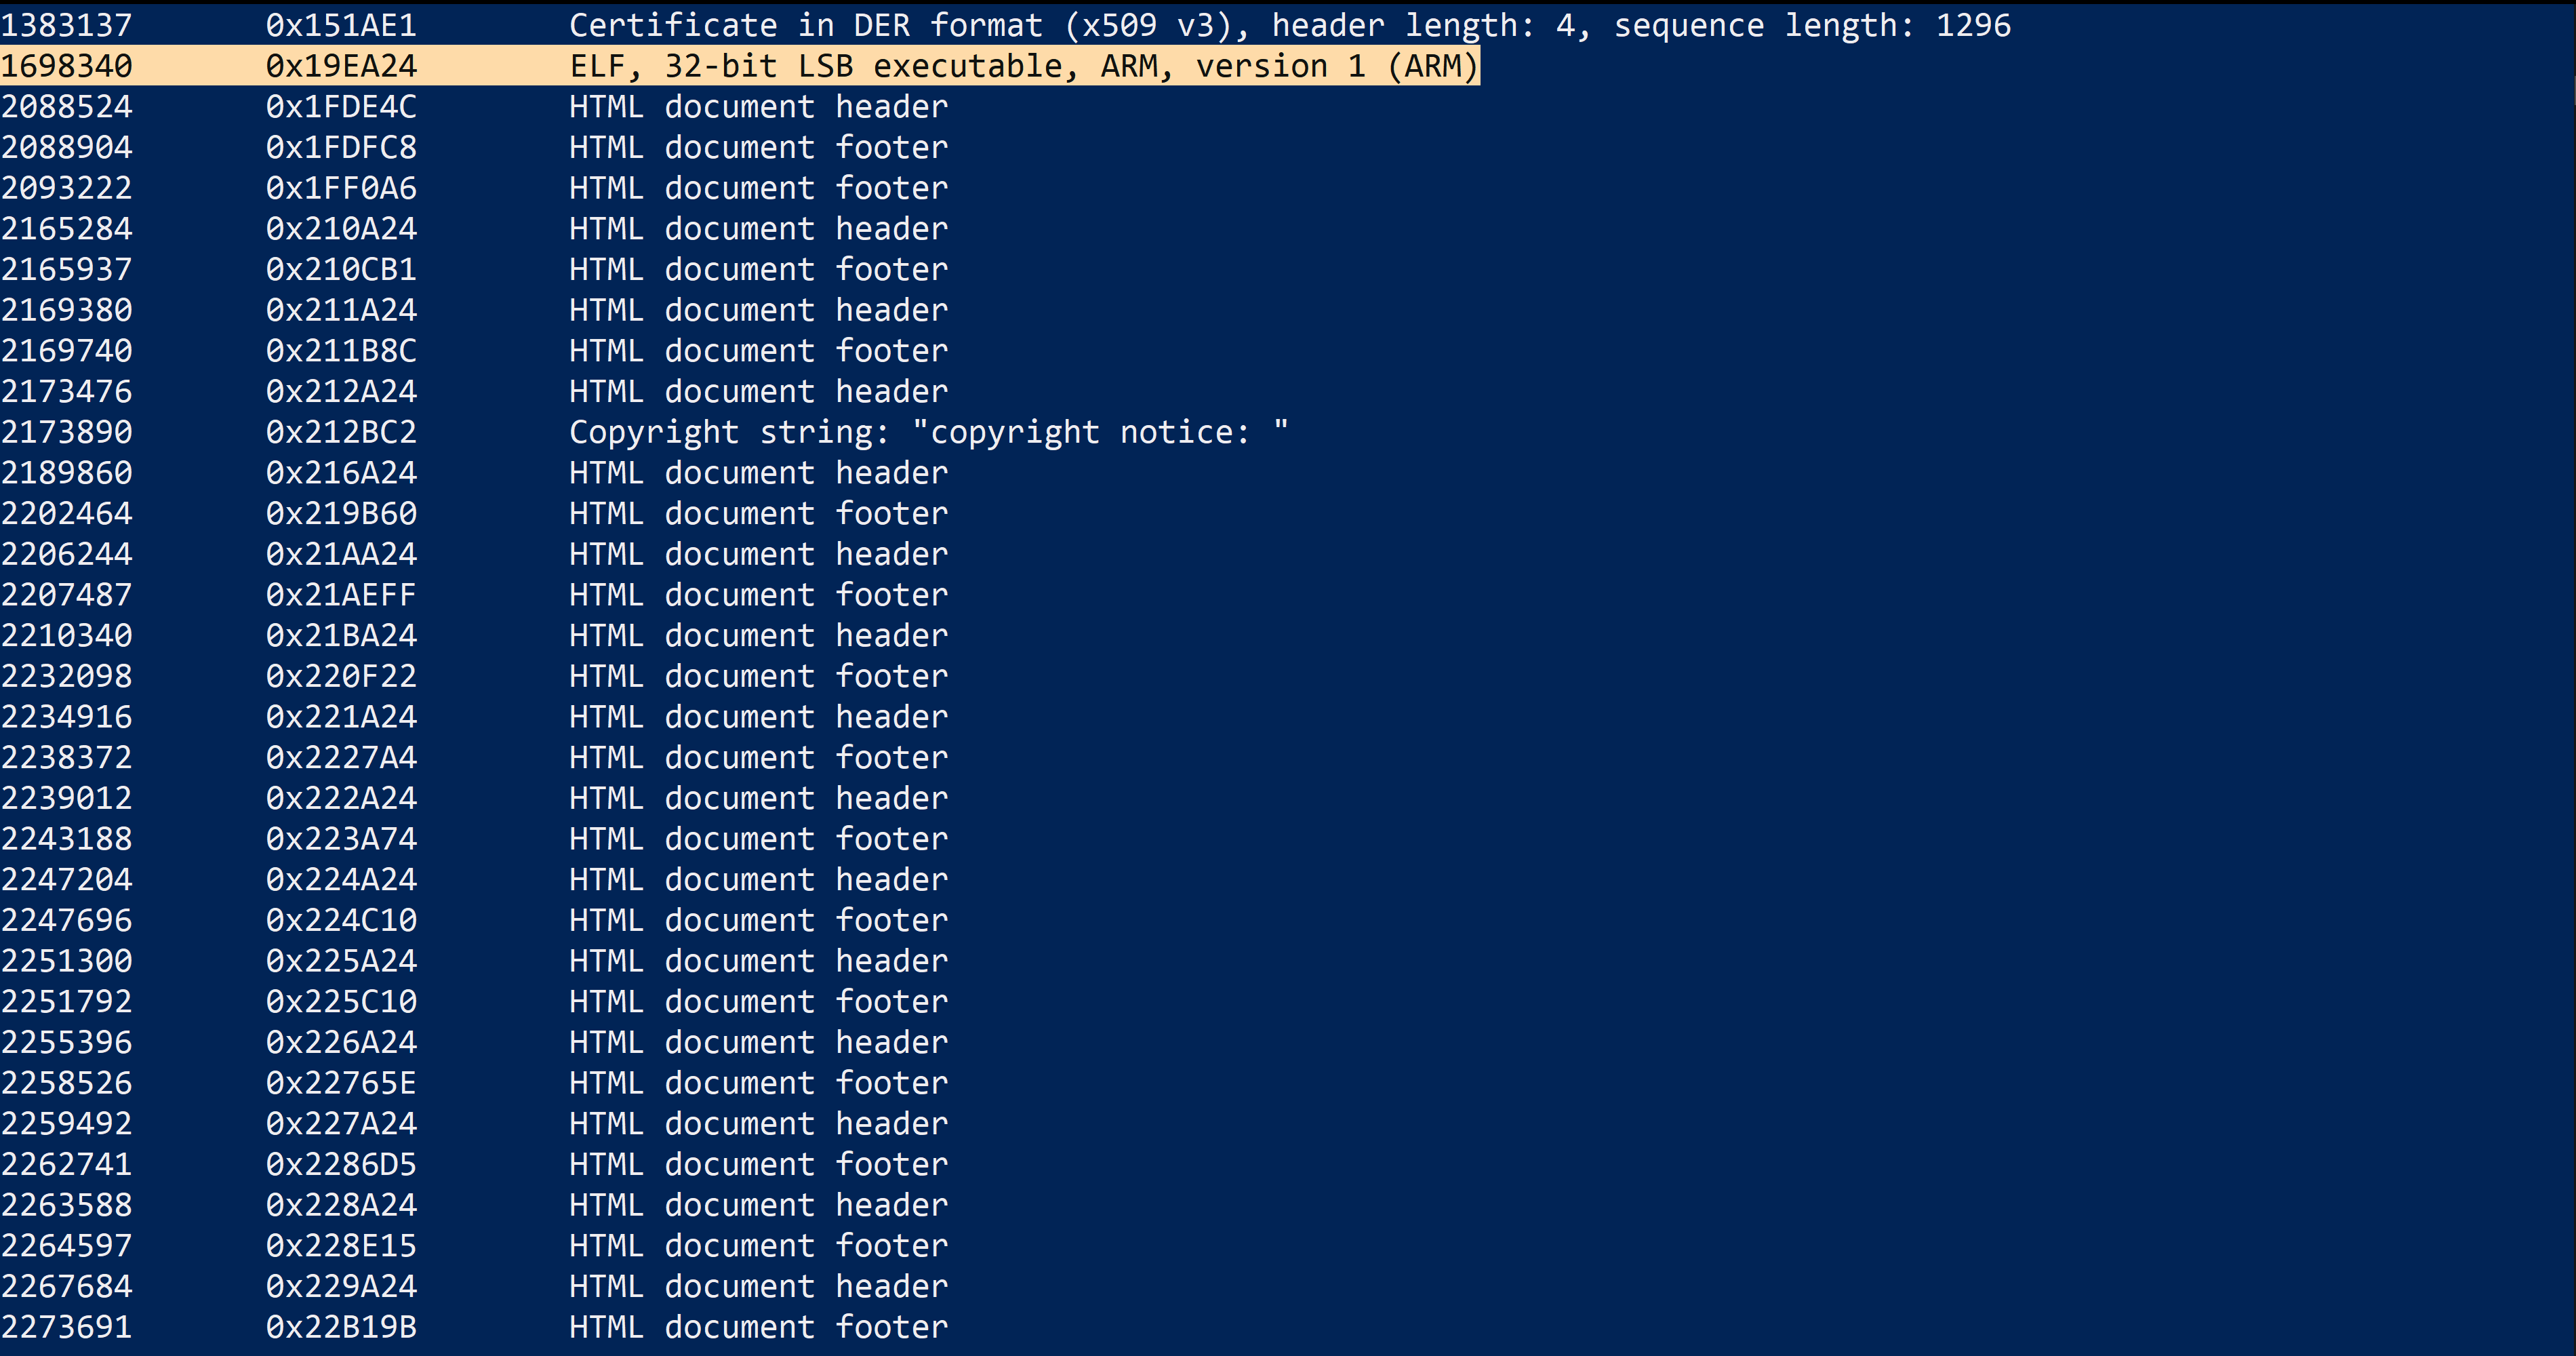 1383137       0x151AE1        Certificate in DER format (x509 v3), header length: 4, sequence length: 1296
1698340       0x19EA24        ELF, 32-bit LSB executable, ARM, version 1 (ARM)
2088524       0x1FDE4C        HTML document header
2088904       0x1FDFC8        HTML document footer
2093222       0x1FF0A6        HTML document footer
2165284       0x210A24        HTML document header
2165937       0x210CB1        HTML document footer
2169380       0x211A24        HTML document header
2169740       0x211B8C        HTML document footer
2173476       0x212A24        HTML document header
2173890       0x212BC2        Copyright string: "copyright notice: "
2189860       0x216A24        HTML document header
2202464       0x219B60        HTML document footer
2206244       0x21AA24        HTML document header
2207487       0x21AEFF        HTML document footer
2210340       0x21BA24        HTML document header
2232098       0x220F22        HTML document footer
2234916       0x221A24        HTML document header
2238372       0x2227A4        HTML document footer
2239012       0x222A24        HTML document header
2243188       0x223A74        HTML document footer
2247204       0x224A24        HTML document header
2247696       0x224C10        HTML document footer
2251300       0x225A24        HTML document header
2251792       0x225C10        HTML document footer
2255396       0x226A24        HTML document header
2258526       0x22765E        HTML document footer
2259492       0x227A24        HTML document header
2262741       0x2286D5        HTML document footer
2263588       0x228A24        HTML document header
2264597       0x228E15        HTML document footer
2267684       0x229A24        HTML document header
2273691       0x22B19B        HTML document footer